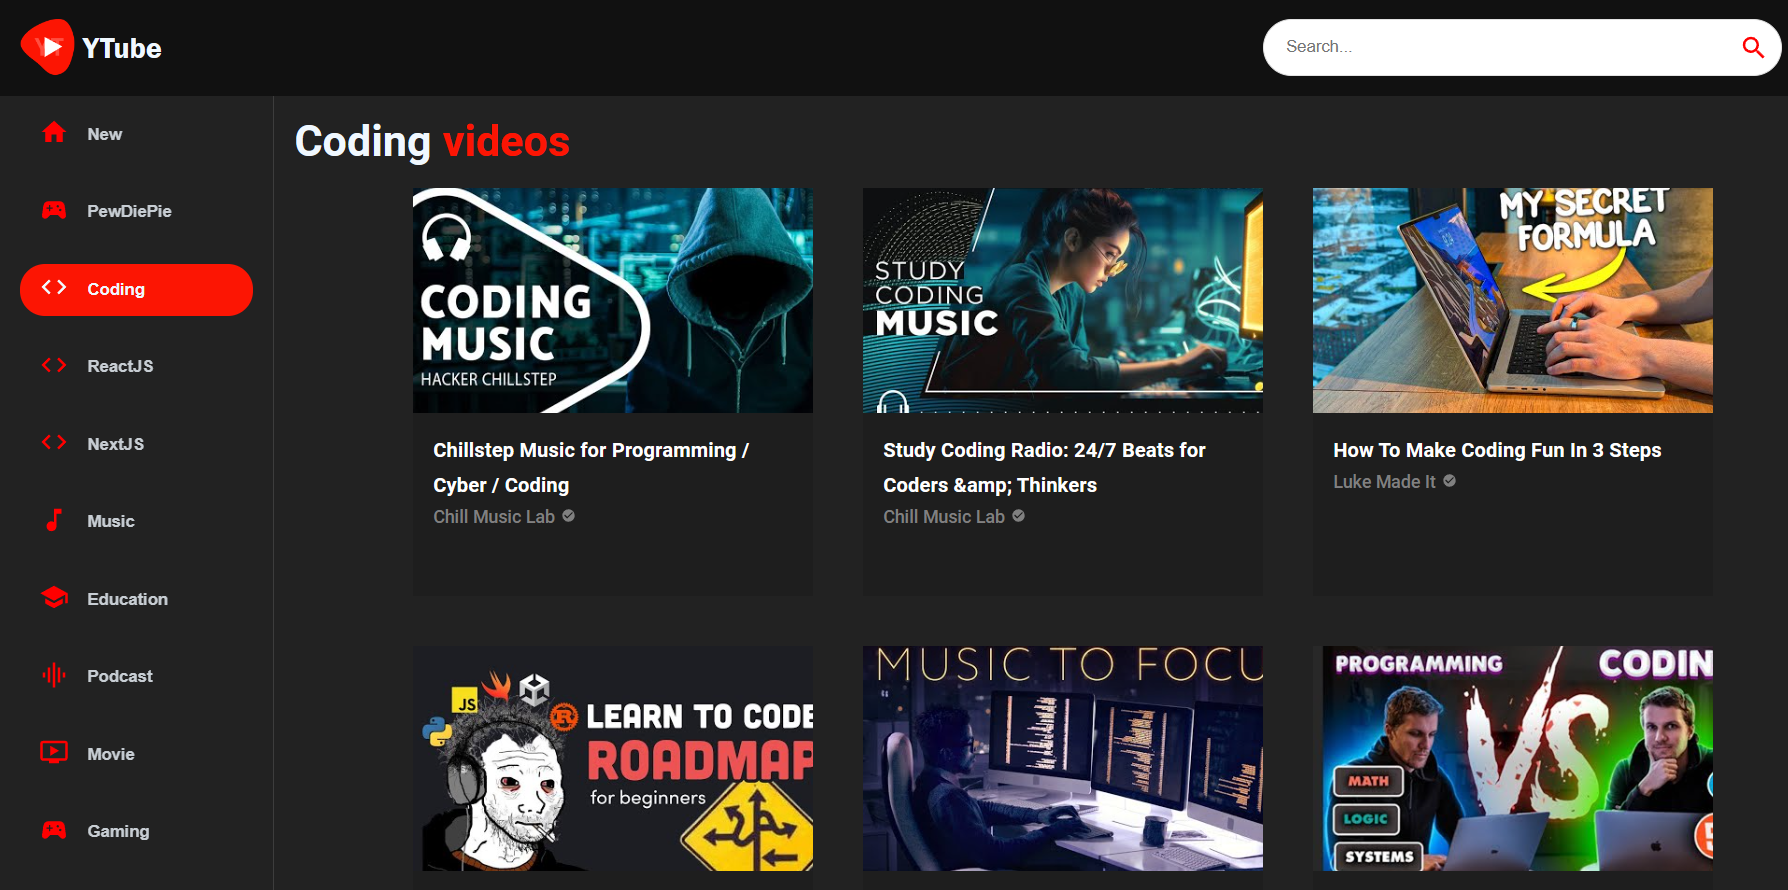 YTube
Search...
New
PewDiePie
Coding
ReactJS
NextJS
Music
Education
Podcast
Movie
Gaming
Coding videos
CODING
MUSIC
HACKER CHILLSTEP
Chillstep Music for Programming /
Cyber / Coding
Chill Music Lab
STUDY
CODING
MUSIC
Study Coding Radio: 24/7 Beats for
Coders &amp; Thinkers
Chill Music Lab
MY SECRET
FORMULA
How To Make Coding Fun In 3 Steps
Luke Made It
JS
LEARN TO CODE
ROADMAP
for beginners
MUSIC TO FOCU
PROGRAMMING
CODIN
VS
MATH
LOGIC
SYSTEMS